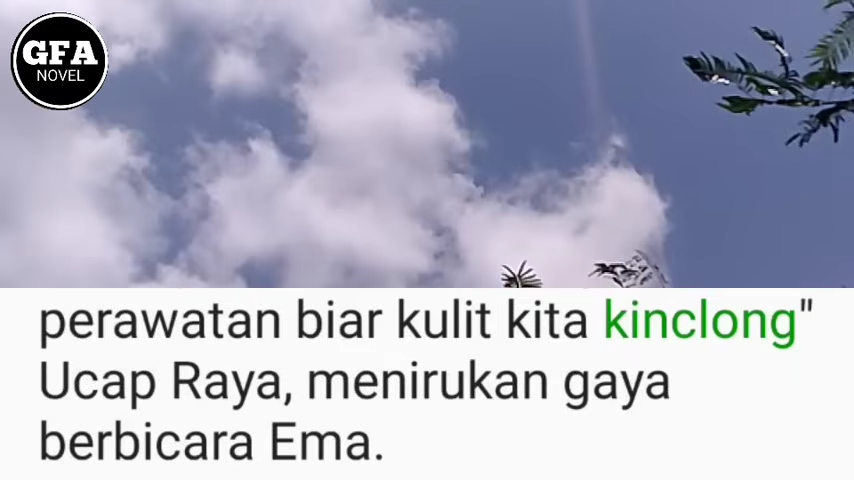 GFA
NOVEL
perawatan biar kulit kita kinclong"
Ucap Raya, menirukan gaya
berbicara Ema.